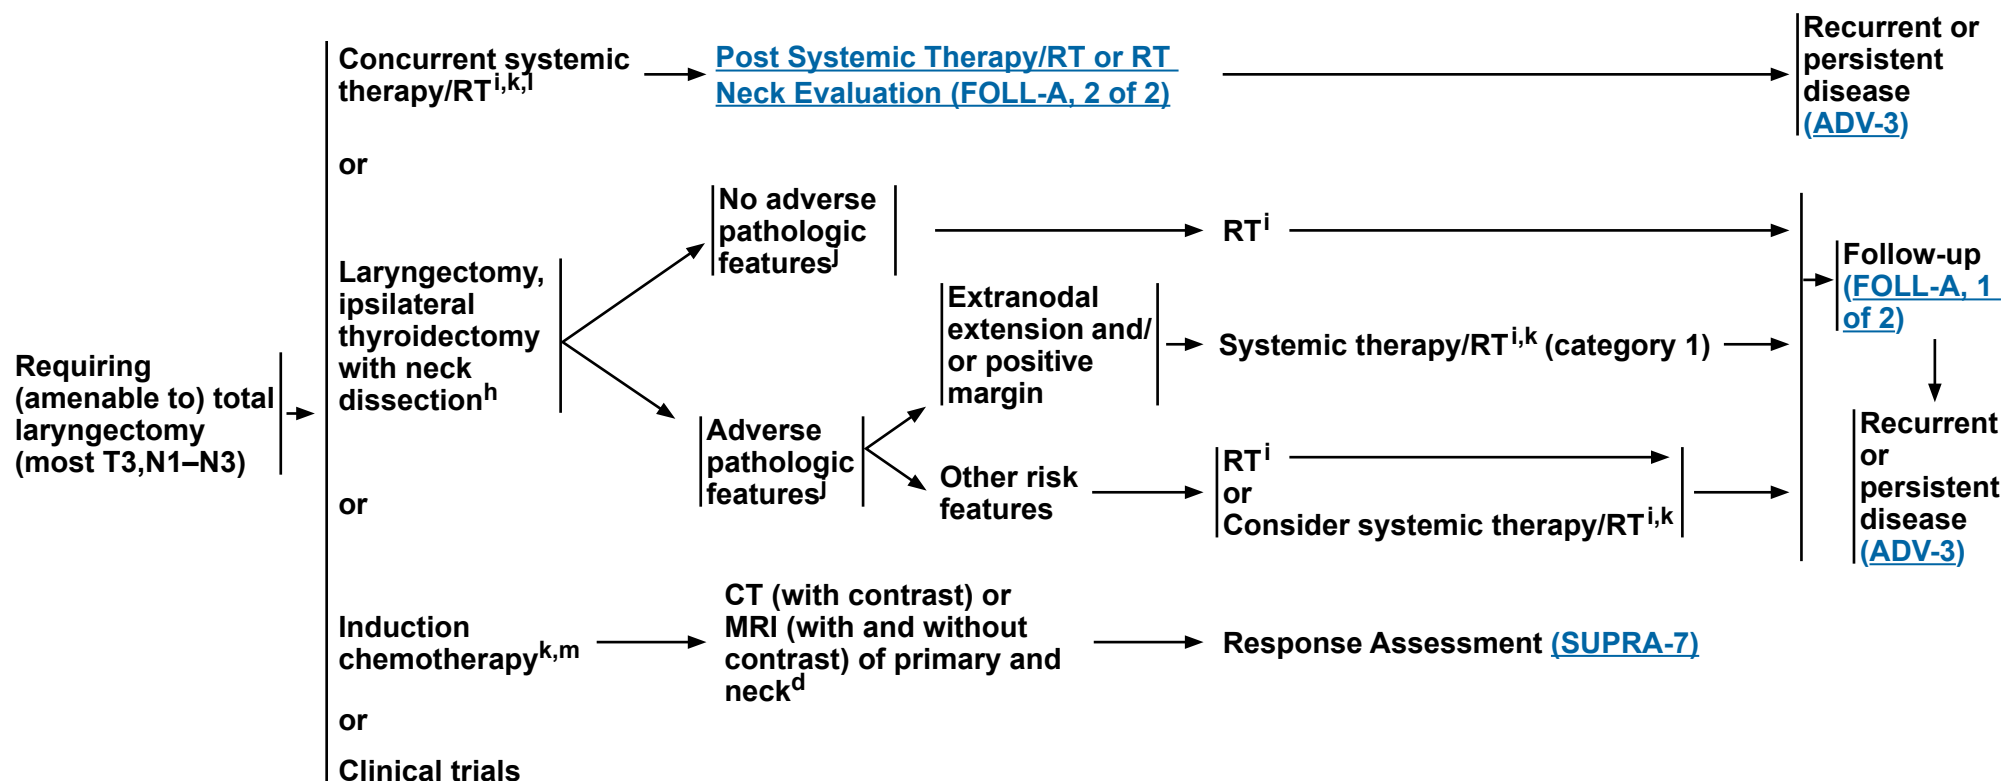 Requiring
(amenable to) total
laryngectomy
(most T3,N1–N3)
Concurrent systemic
therapy/RTi,k,l
or
Laryngectomy,
ipsilateral
thyroidectomy
with neck
dissectionh
or
Induction
chemotherapyk,m
or
Clinical trials
Post Systemic Therapy/RT or RT
Neck Evaluation (FOLL-A, 2 of 2)
Recurrent or
persistent
disease
(ADV-3)
No adverse
pathologic
featuresj
RTi
Adverse
pathologic
featuresj
Extranodal
extension and/
or positive
margin
Systemic therapy/RTi,k (category 1)
Other risk
features
RTi
or
Consider systemic therapy/RTi,k
Follow-up
(FOLL-A, 1
of 2)
Recurrent
or
persistent
disease
(ADV-3)
CT (with contrast) or
MRI (with and without
contrast) of primary and
neckd
Response Assessment (SUPRA-7)